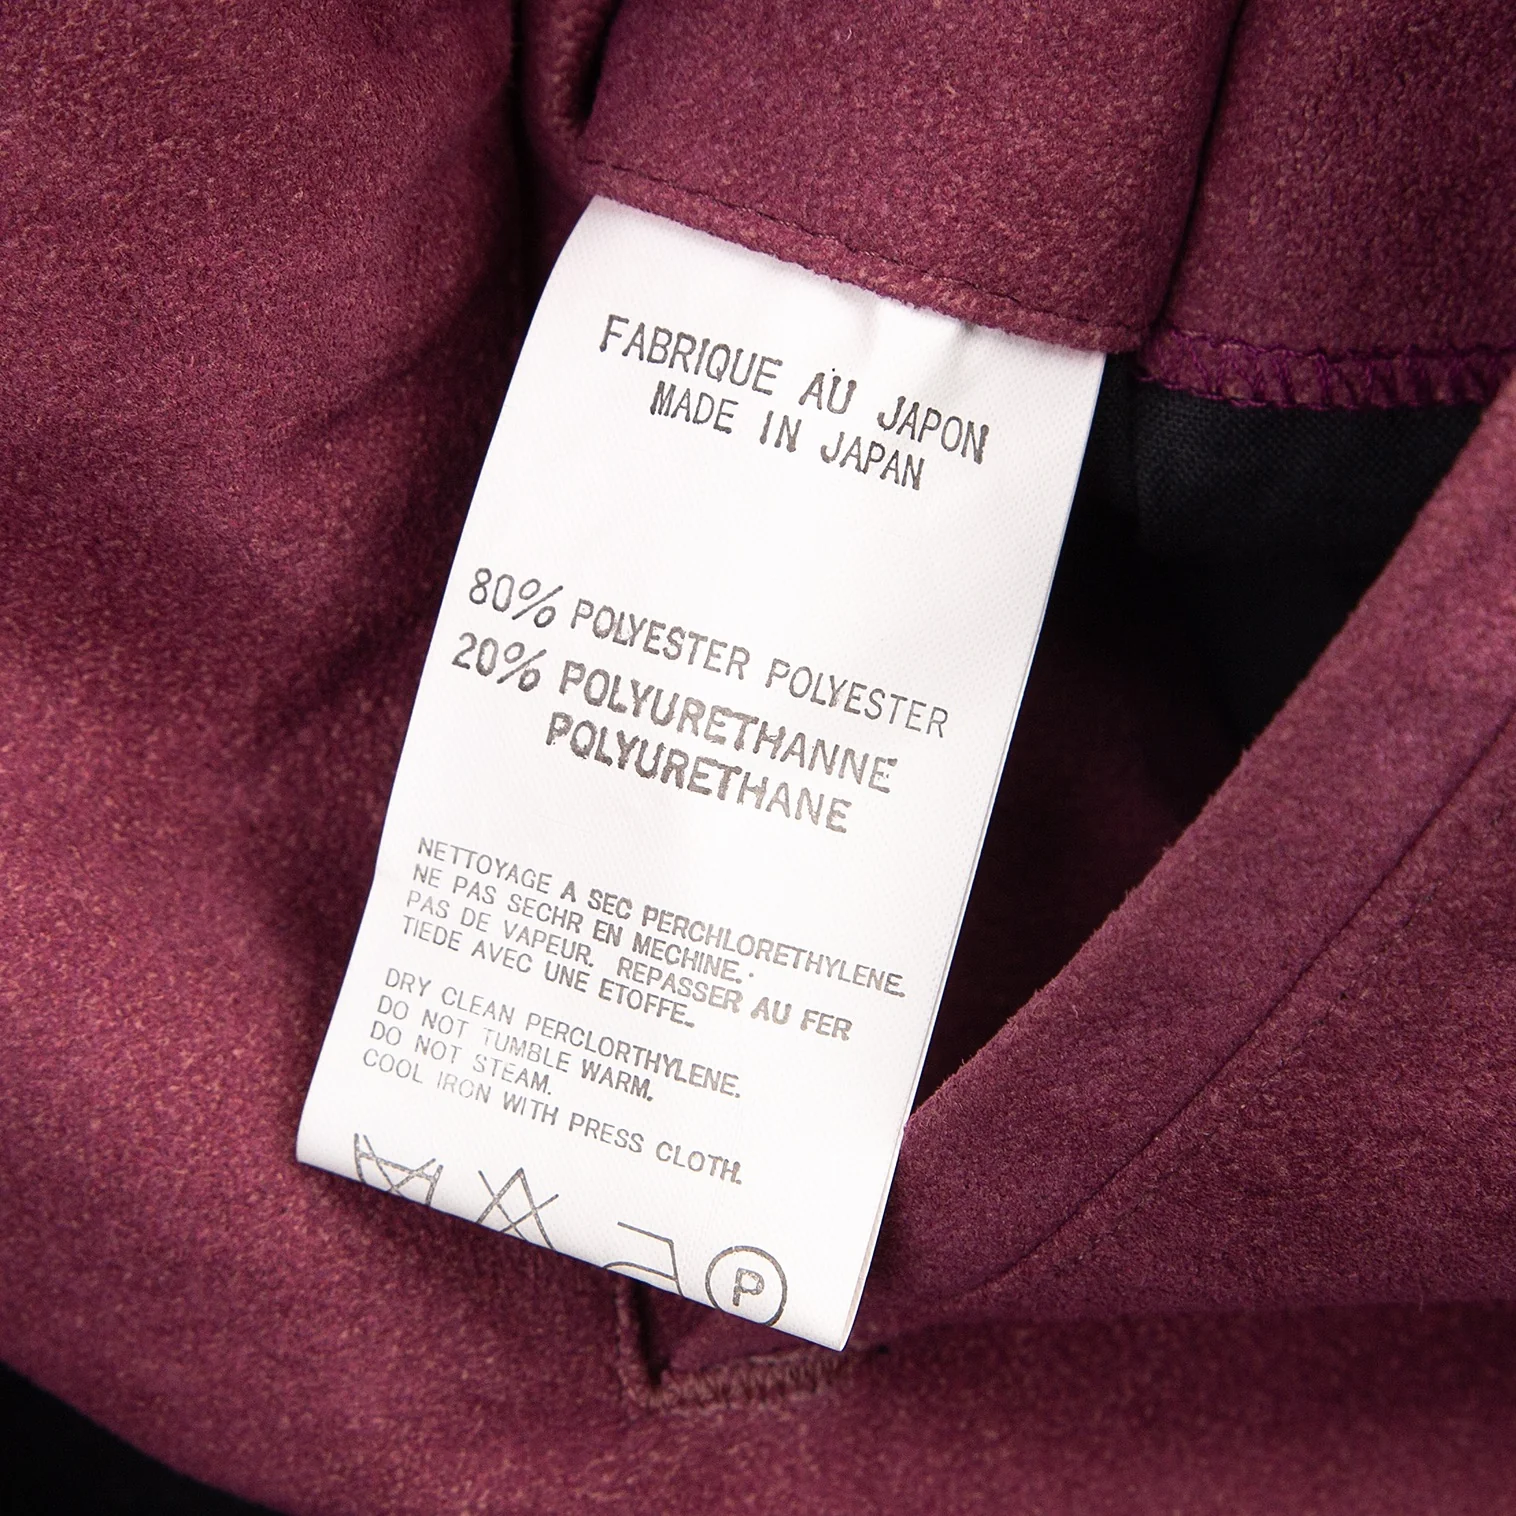 FABRIQUE AU JAPON
MADE IN JAPAN
80% POLYESTER POLYESTER
20% POLYURETHANNE
POLYURETHANE
NETTOYAGE A SEC PERCHLORETHYLENE.
NE PAS SECHR EN MECHINE.
PAS DE VAPEUR. REPASSER AU FER
TIEDE AVEC UNE ETOFFE.
DRY CLEAN PERCLORTHYLENE.
DO NOT TUMBLE WARM.
DO NOT STEAM.
COOL IRON WITH PRESS CLOTH.
P